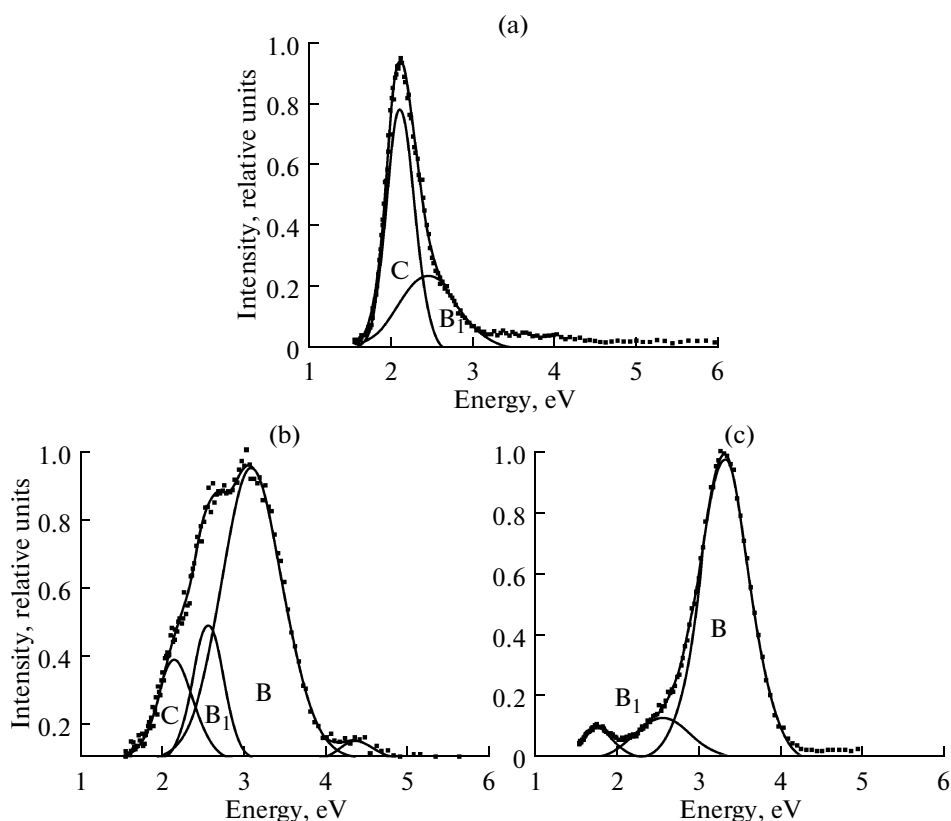 (a)
Intensity, relative units
1.0
0.8
0.6
0.4
0.2
0
C
B1
1 2 3 4 5 6
Energy, eV
(b)
Intensity, relative units
1.0
0.8
0.6
0.4
0.2
C
B1
B
1 2 3 4 5 6
Energy, eV
(c)
1.0
0.8
0.6
0.4
0.2
0
B1
B
1 2 3 4 5 6
Energy, eV